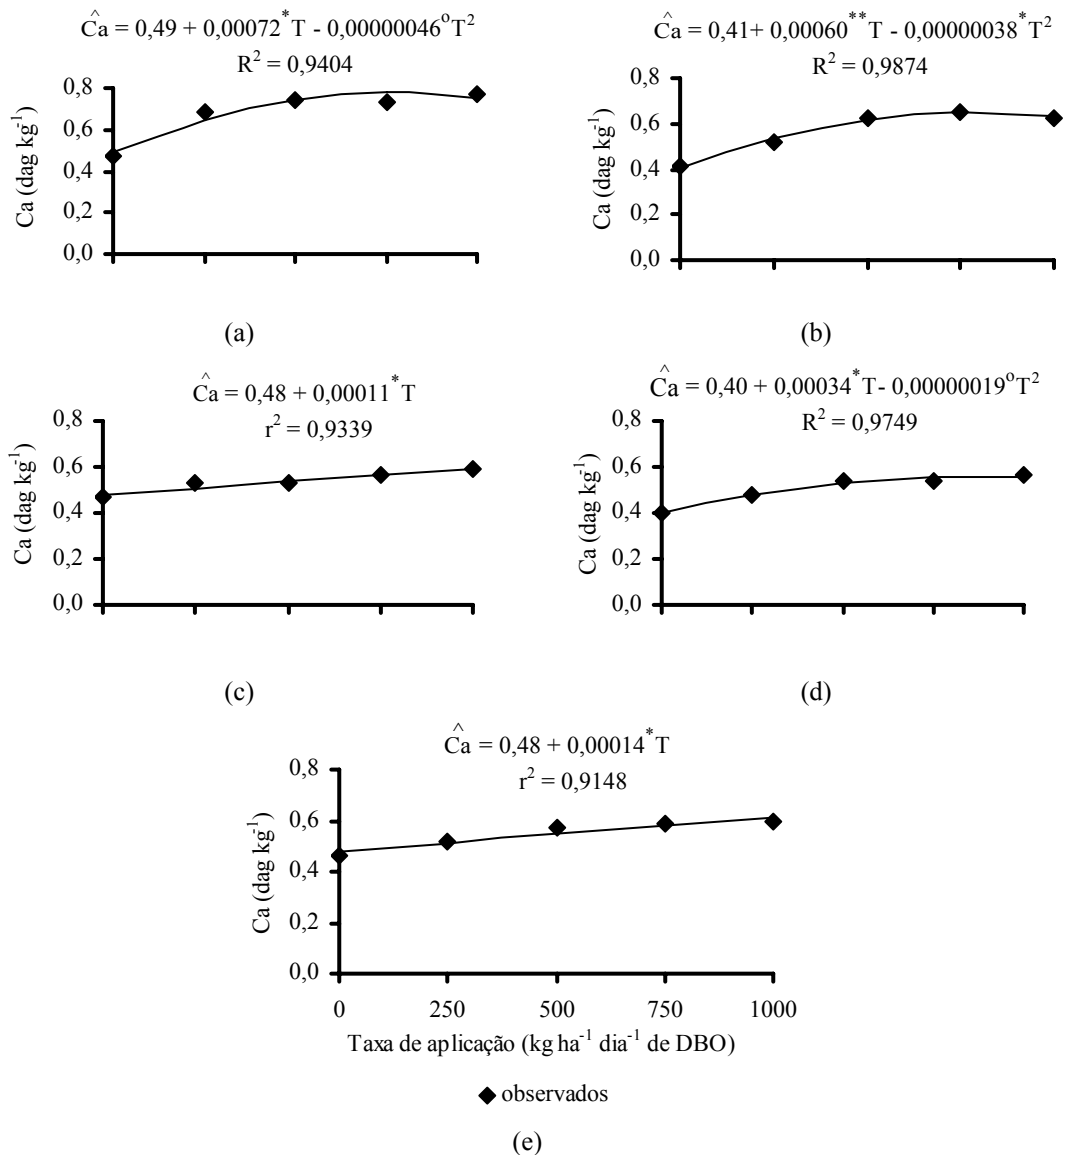 Ĉa = 0,49 + 0,00072*T - 0,00000046ºT²
R² = 0,9404
Ca (dag kg⁻¹)
0,8
0,6
0,4
0,2
0,0
(a)
Ĉa = 0,41+ 0,00060**T - 0,00000038*T²
R² = 0,9874
Ca (dag kg⁻¹)
0,8
0,6
0,4
0,2
0,0
(b)
Ĉa = 0,48 + 0,00011*T
r² = 0,9339
Ca (dag kg⁻¹)
0,8
0,6
0,4
0,2
0,0
(c)
Ĉa = 0,40 + 0,00034*T- 0,00000019ºT²
R² = 0,9749
Ca (dag kg⁻¹)
0,8
0,6
0,4
0,2
0,0
(d)
Ĉa = 0,48 + 0,00014*T
r² = 0,9148
Ca (dag kg⁻¹)
0,8
0,6
0,4
0,2
0,0
0 250 500 750 1000
Taxa de aplicação (kg ha⁻¹ dia⁻¹ de DBO)
◆ observados
(e)